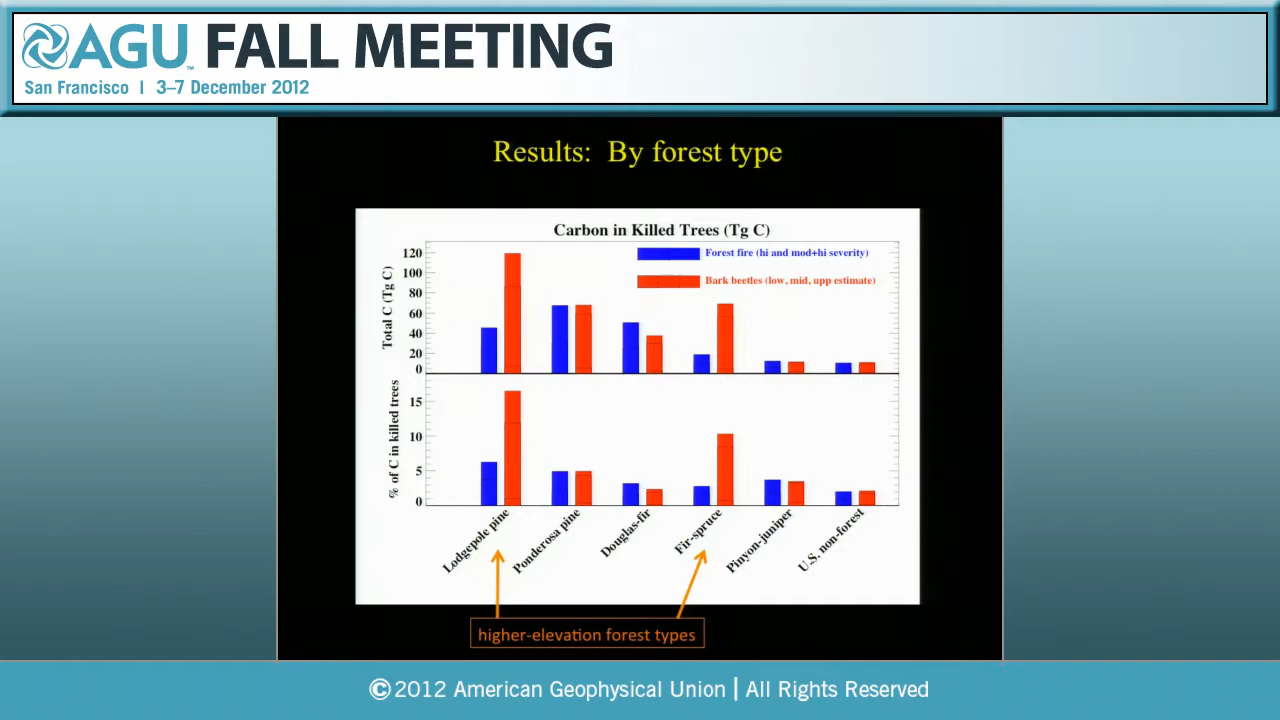 AGU™ FALL MEETING
San Francisco | 3–7 December 2012
Results: By forest type
Carbon in Killed Trees (Tg C)
Forest fire (hi and mod+hi severity)
Bark beetles (low, mid, upp estimate)
Total C (Tg C)
120
100
80
60
40
20
0
% of C in killed trees
15
10
5
0
Lodgepole pine
Ponderosa pine
Douglas-fir
Fir-spruce
Pinyon-juniper
U.S. non-forest
higher-elevation forest types
© 2012 American Geophysical Union | All Rights Reserved